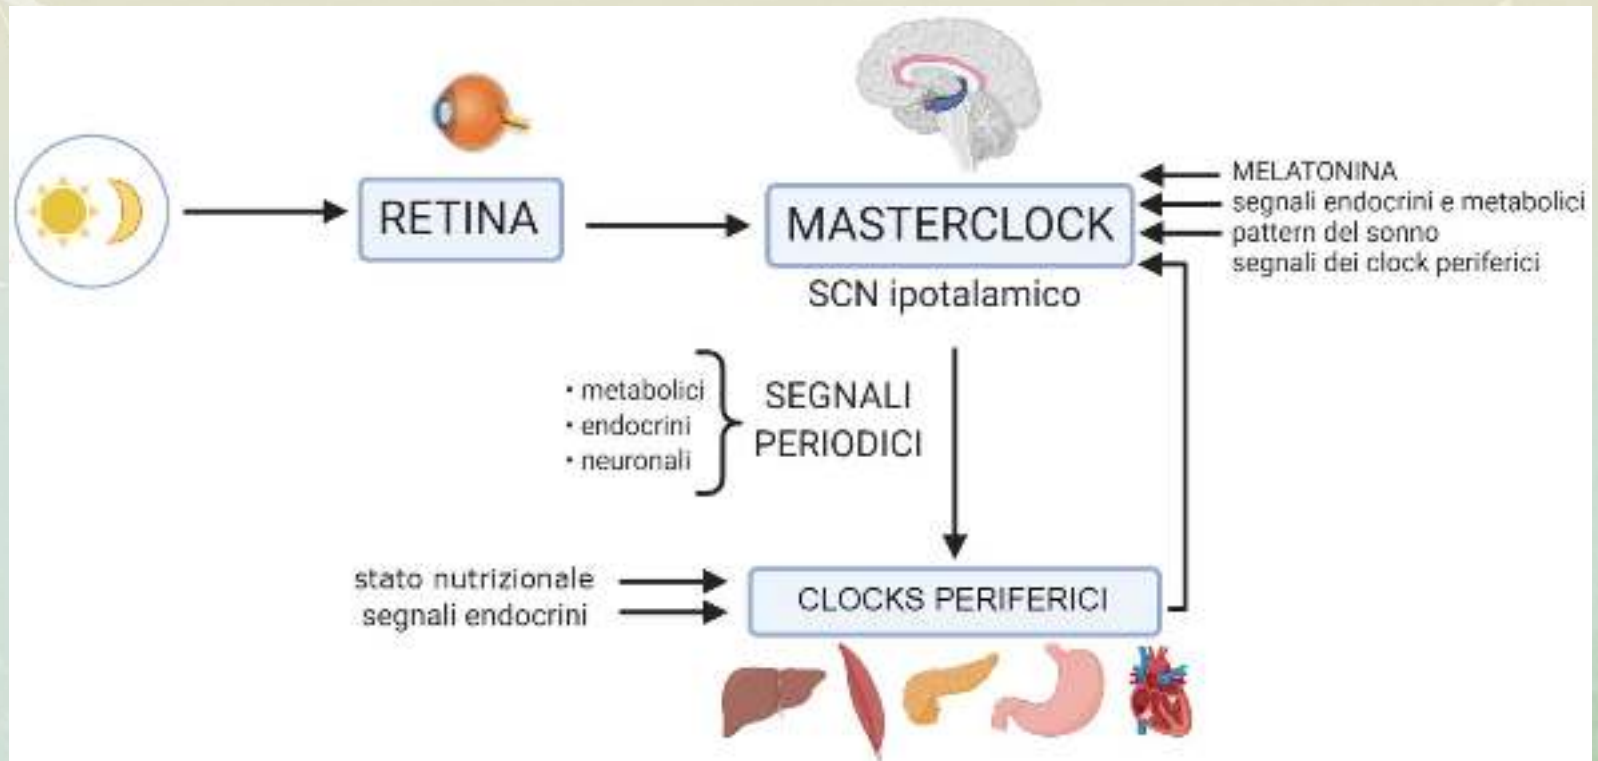 RETINA
MASTERCLOCK
SCN ipotalamico
MELATONINA
segnali endocrini e metabolici
pattern del sonno
segnali dei clock periferici
• metabolici
• endocrini
• neuronali
SEGNALI
PERIODICI
stato nutrizionale
segnali endocrini
CLOCKS PERIFERICI